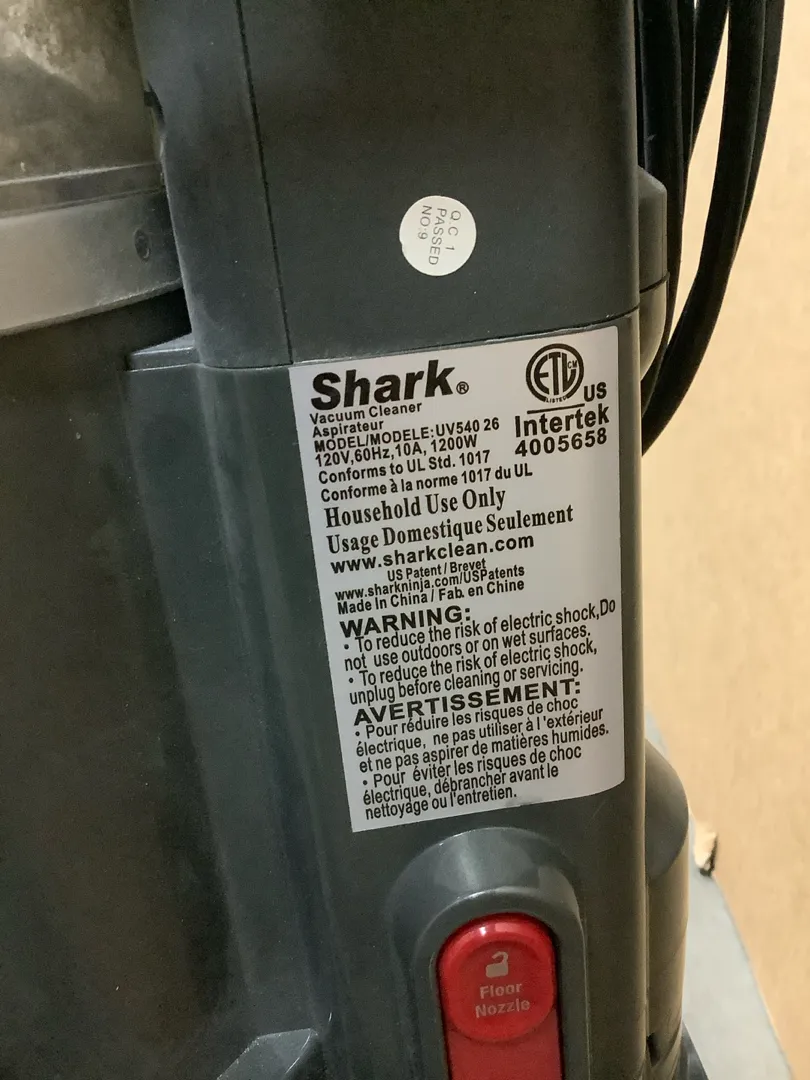 Q.C 1
PASSED
NO:9
Shark®
Vacuum Cleaner
Aspirateur
MODEL/MODELE:UV540 26
120V,60Hz,10A, 1200W
Conforms to UL Std. 1017
Conforme à la norme 1017 du UL
ETL CM
LISTED
US
Intertek
4005658
Household Use Only
Usage Domestique Seulement
www.sharkclean.com
US Patent / Brevet
www.sharkninja.com/USPatents
Made In China / Fab. en Chine
WARNING:
• To reduce the risk of electric shock,Do
not use outdoors or on wet surfaces.
• To reduce the risk of electric shock,
unplug before cleaning or servicing.
AVERTISSEMENT:
• Pour réduire les risques de choc
électrique, ne pas utiliser à l'extérieur
et ne pas aspirer de matières humides.
• Pour éviter les risques de choc
électrique, débrancher avant le
nettoyage ou l'entretien.
Floor
Nozzle